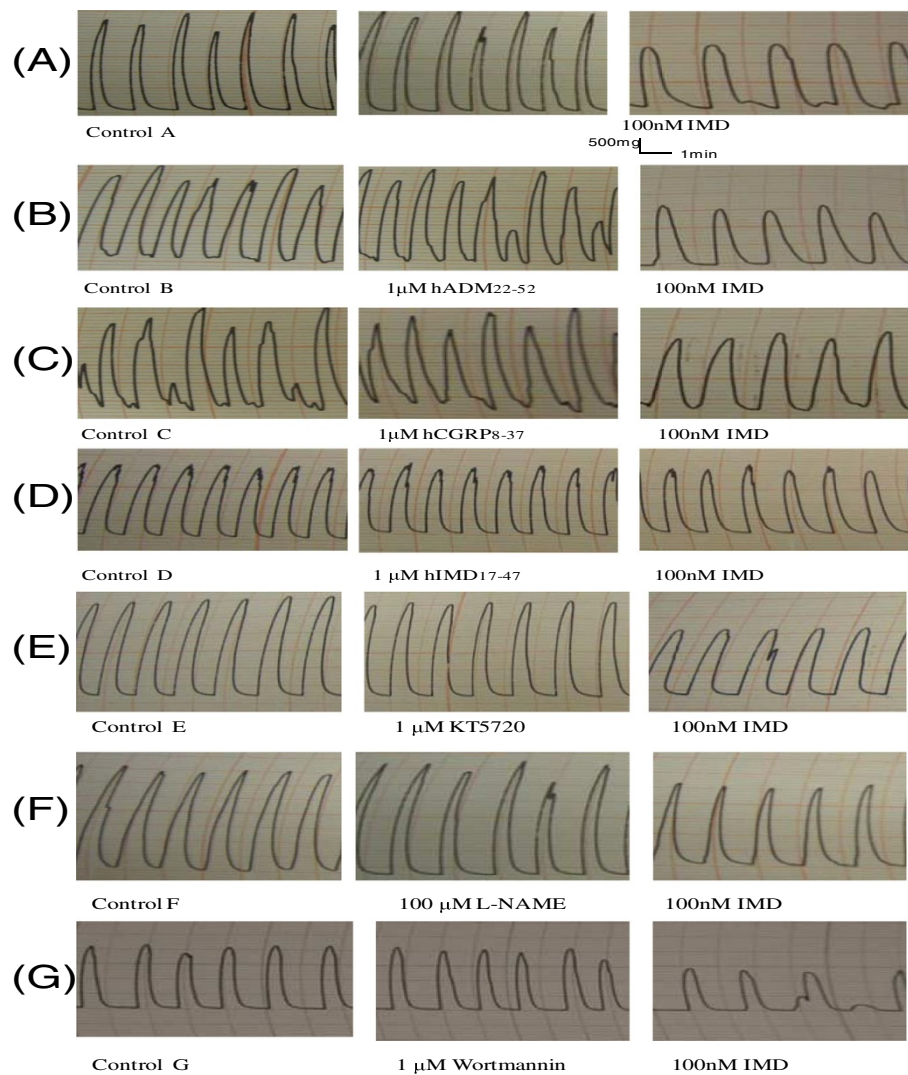 (A)
Control A
100nM IMD
500mg
1min
(B)
Control B
1μM hADM22-52
100nM IMD
(C)
Control C
1μM hCGRP8-37
100nM IMD
(D)
Control D
1 μM hIMD17-47
100nM IMD
(E)
Control E
1 μM KT5720
100nM IMD
(F)
Control F
100 μM L-NAME
100nM IMD
(G)
Control G
1 μM Wortmannin
100nM IMD